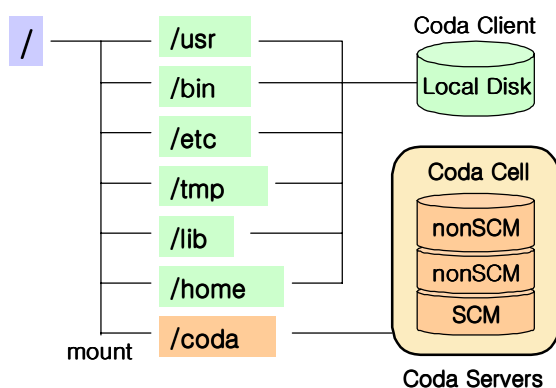 /
/usr
/bin
/etc
/tmp
/lib
/home
/coda
mount
Coda Client
Local Disk
Coda Cell
nonSCM
nonSCM
SCM
Coda Servers